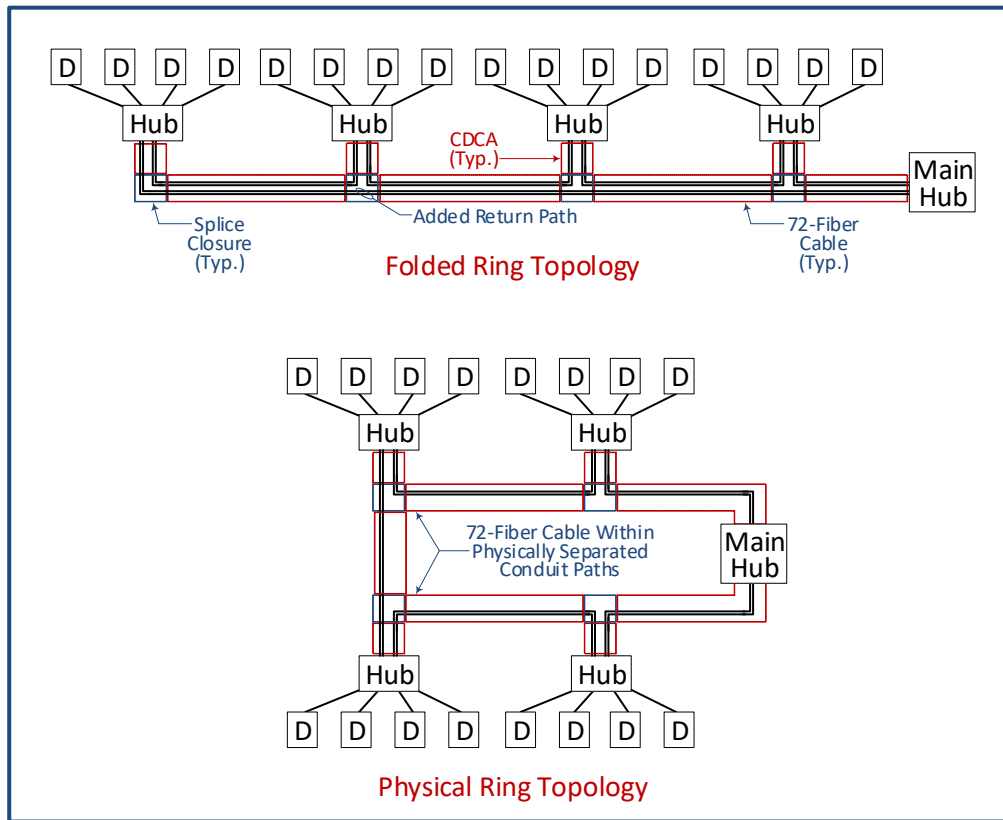 D D D D D D D D D D D D D D D D
Hub Hub Hub Hub
CDCA
(Typ.)
Main
Hub
Splice
Closure
(Typ.)
Added Return Path
72-Fiber
Cable
(Typ.)
Folded Ring Topology
D D D D D D D D
Hub Hub
72-Fiber Cable Within
Physically Separated
Conduit Paths
Main
Hub
Hub Hub
D D D D D D D D
Physical Ring Topology